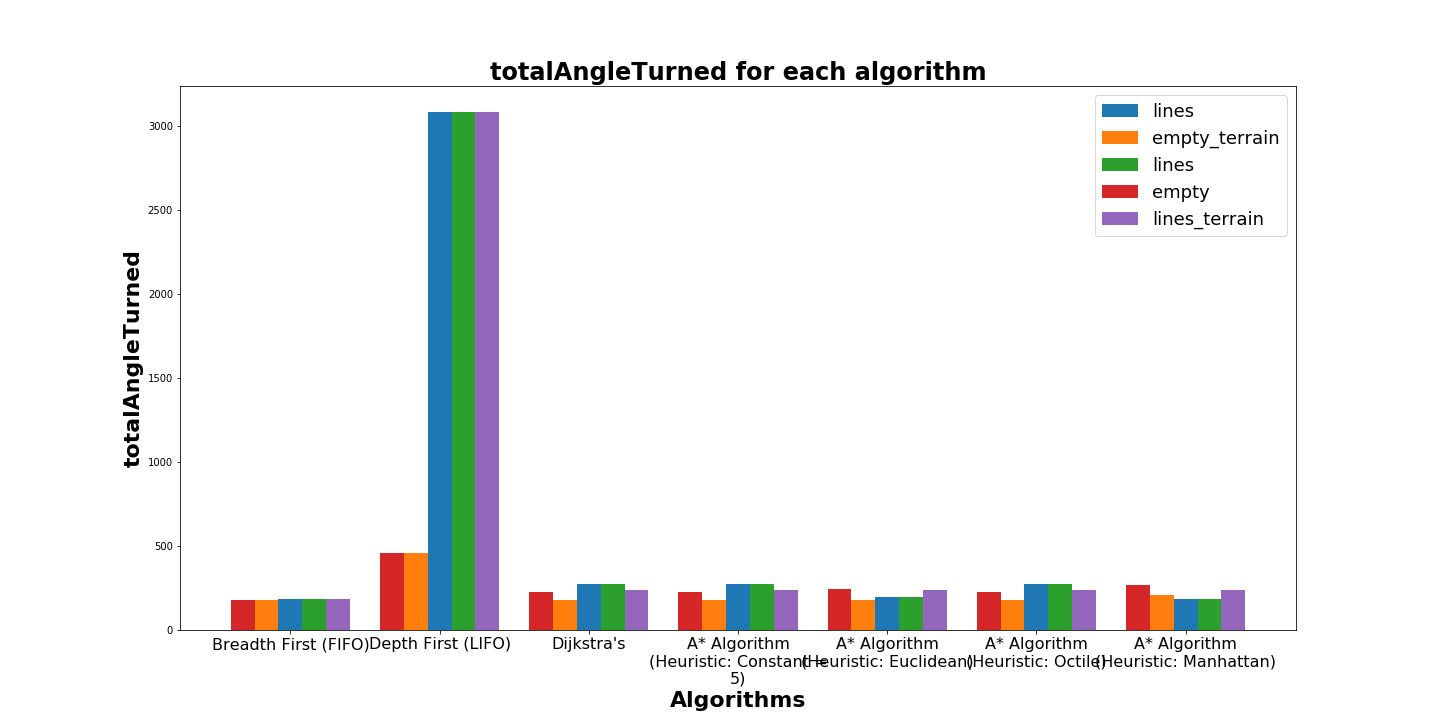 totalAngleTurned for each algorithm
lines
empty_terrain
lines
empty
lines_terrain
totalAngleTurned
3000
2500
2000
1500
1000
500
0
Breadth First (FIFO)
Depth First (LIFO)
Dijkstra's
A* Algorithm
(Heuristic: Constant =
5)
A* Algorithm
(Heuristic: Euclidean)
A* Algorithm
(Heuristic: Octile)
A* Algorithm
(Heuristic: Manhattan)
Algorithms